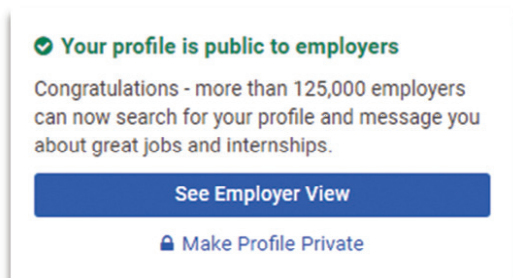 Your profile is public to employers
Congratulations - more than 125,000 employers
can now search for your profile and message you
about great jobs and internships.
See Employer View
Make Profile Private